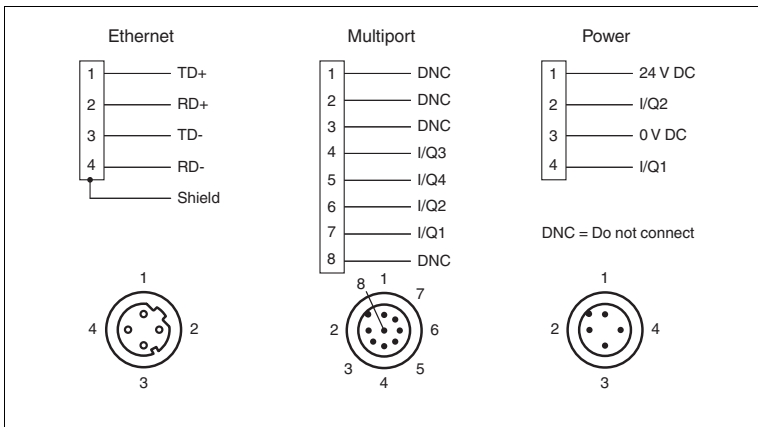 Ethernet
1 TD+
2 RD+
3 TD-
4 RD-
Shield
1
4 2
3
Multiport
1 DNC
2 DNC
3 DNC
4 I/Q3
5 I/Q4
6 I/Q2
7 I/Q1
8 DNC
8 1 7
2 6
3 4 5
Power
1 24 V DC
2 I/Q2
3 0 V DC
4 I/Q1
DNC = Do not connect
1
2 4
3